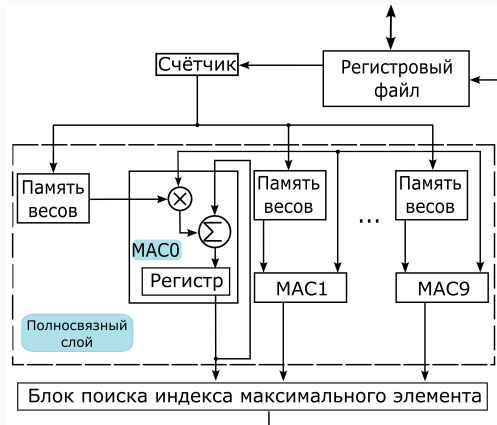 Счётчик
Регистровый
файл
Память
весов
MAC0
Регистр
Память
весов
MAC1
...
Память
весов
MAC9
Полносвязный
слой
Блок поиска индекса максимального элемента